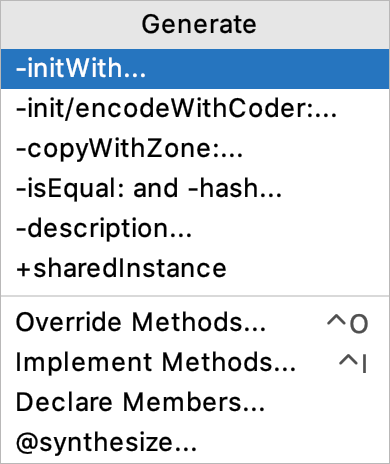 Generate
-initWith...
-init/encodeWithCoder:...
-copyWithZone:...
-isEqual: and -hash...
-description...
+sharedInstance
Override Methods... ^O
Implement Methods... ^I
Declare Members...
@synthesize...